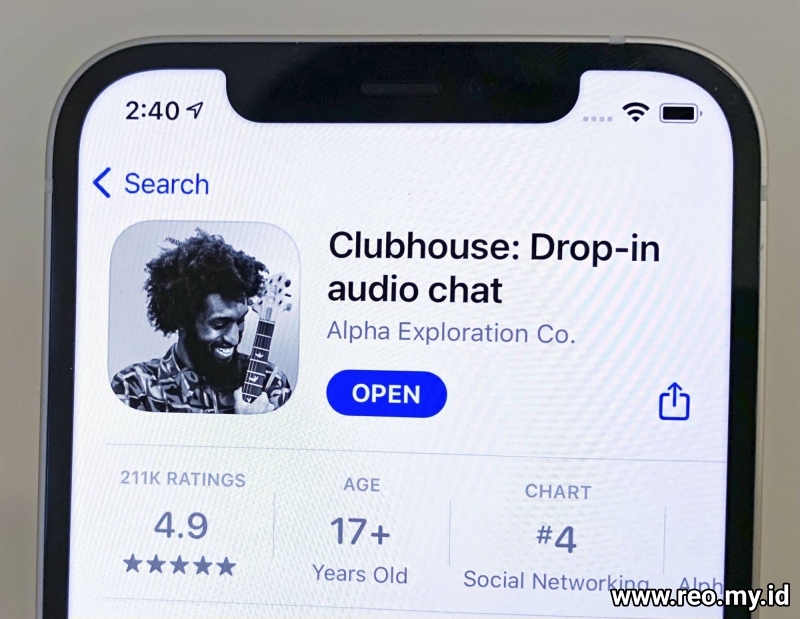 2:40
Search
Clubhouse: Drop-in
audio chat
Alpha Exploration Co.
OPEN
211K RATINGS
4.9
AGE
17+
Years Old
CHART
#4
Social Networking
Alph
www.reo.my.id